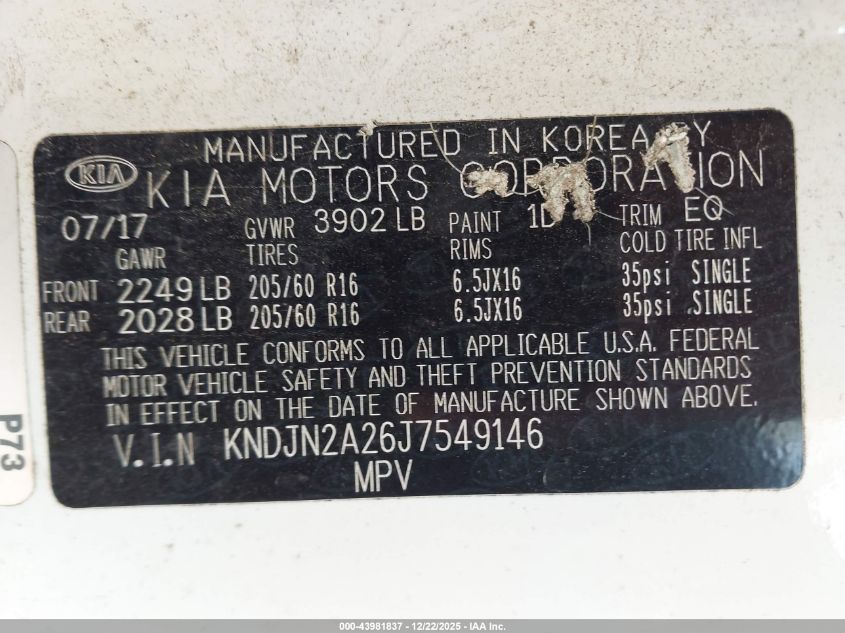 MANUFACTURED IN KOREA BY
KIA KIA MOTORS CORPORATION
07/17 GVWR 3902 LB PAINT 1D TRIM EQ
GAWR TIRES RIMS COLD TIRE INFL
FRONT 2249 LB 205/60 R16 6.5JX16 35psi SINGLE
REAR 2028 LB 205/60 R16 6.5JX16 35psi SINGLE
THIS VEHICLE CONFORMS TO ALL APPLICABLE U.S.A. FEDERAL
MOTOR VEHICLE SAFETY AND THEFT PREVENTION STANDARDS
IN EFFECT ON THE DATE OF MANUFACTURE SHOWN ABOVE.
V.I.N KNDJN2A26J7549146
MPV
P73
000-43981837 - 12/22/2025 - IAA Inc.